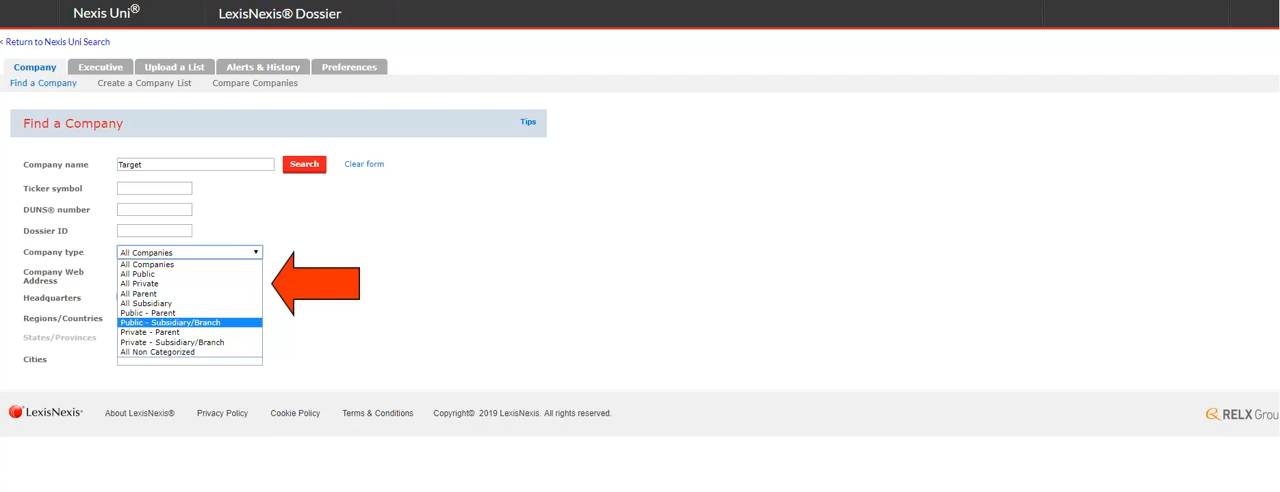 Nexis Uni®
LexisNexis® Dossier
< Return to Nexis Uni Search
Company
Executive
Upload a List
Alerts & History
Preferences
Find a Company
Create a Company List
Compare Companies
Find a Company
Tips
Company name
Target
Search
Clear form
Ticker symbol
DUNS® number
Dossier ID
Company type
All Companies
All Companies
All Public
All Private
All Parent
All Subsidiary
Public - Parent
Public - Subsidiary/Branch
Private - Parent
Private - Subsidiary/Branch
All Non Categorized
Company Web
Address
Headquarters
Regions/Countries
States/Provinces
Cities
LexisNexis®
About LexisNexis®
Privacy Policy
Cookie Policy
Terms & Conditions
Copyright© 2019 LexisNexis. All rights reserved.
RELX Grou